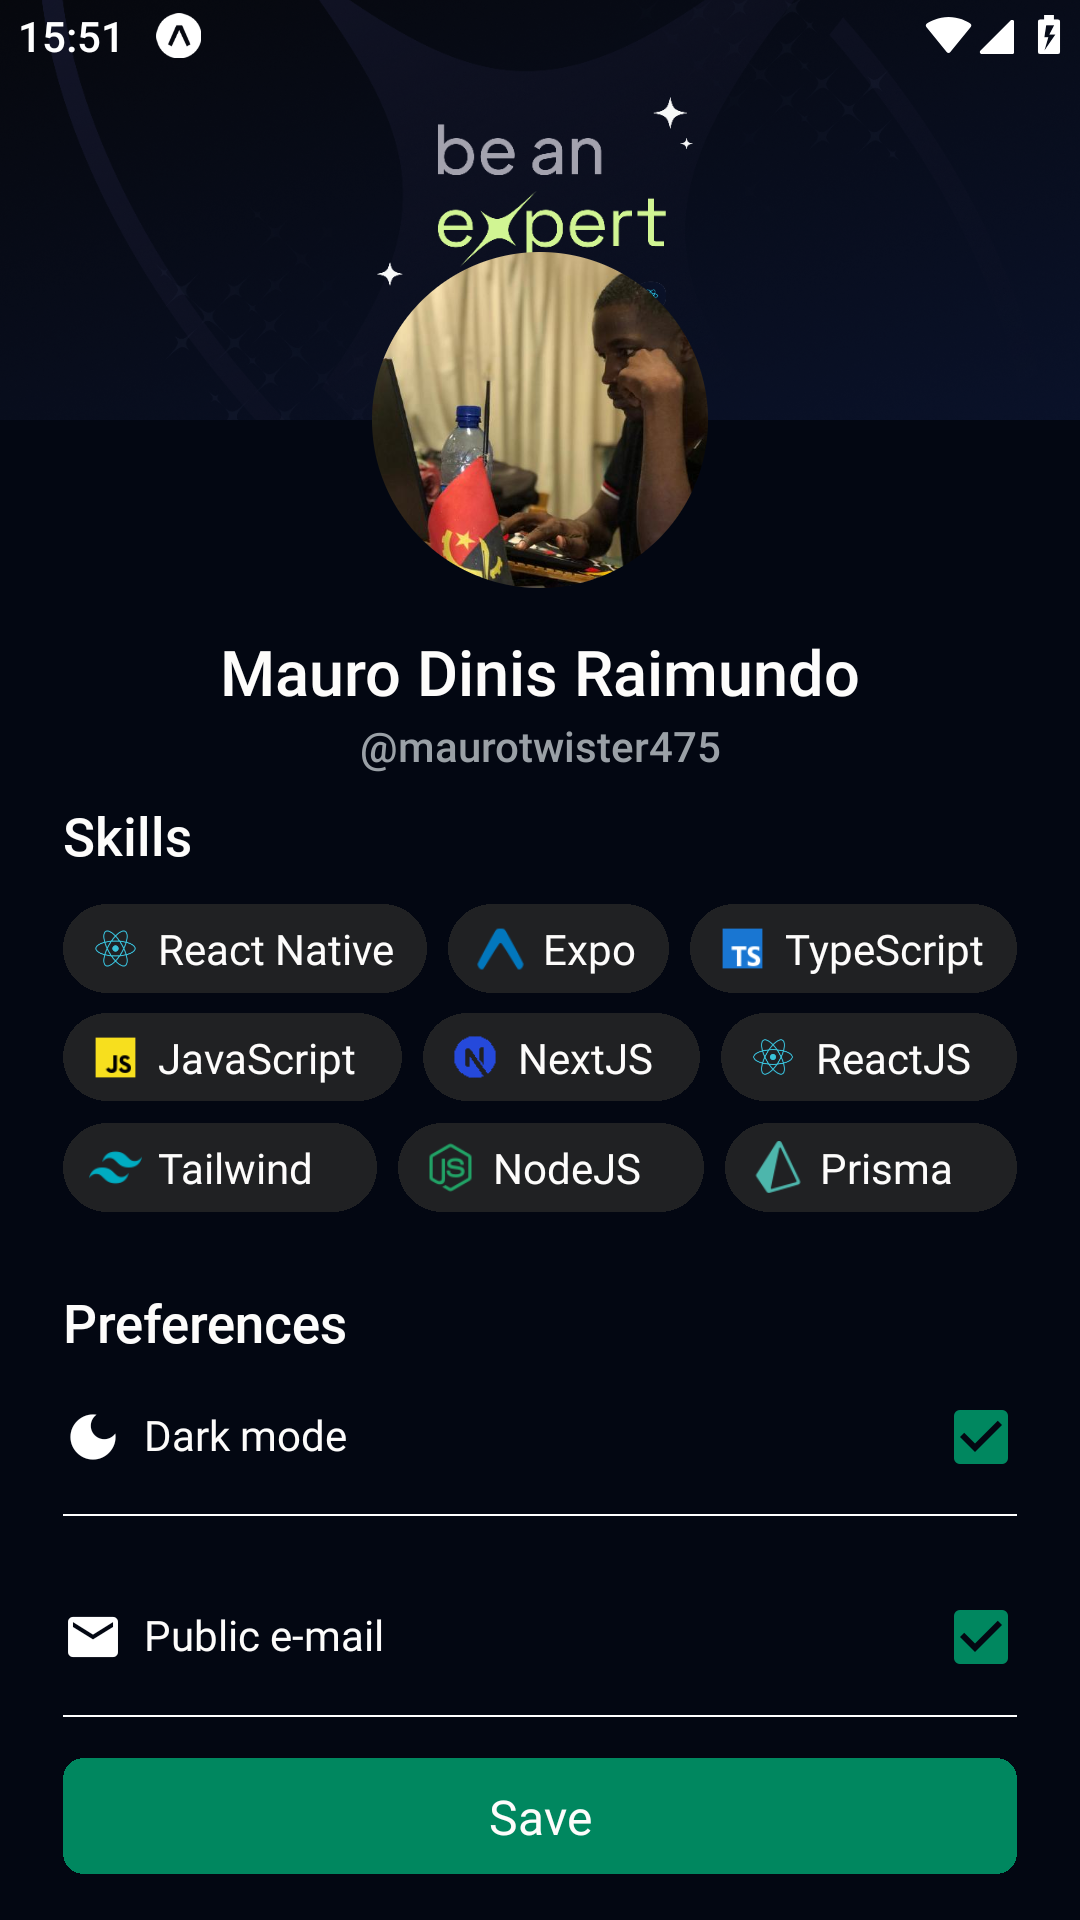 15:51
be an
expert
Mauro Dinis Raimundo
@maurotwister475
Skills
React Native
Expo
TS TypeScript
JS JavaScript
N NextJS
ReactJS
Tailwind
JS NodeJS
Prisma
Preferences
Dark mode
Public e-mail
Save